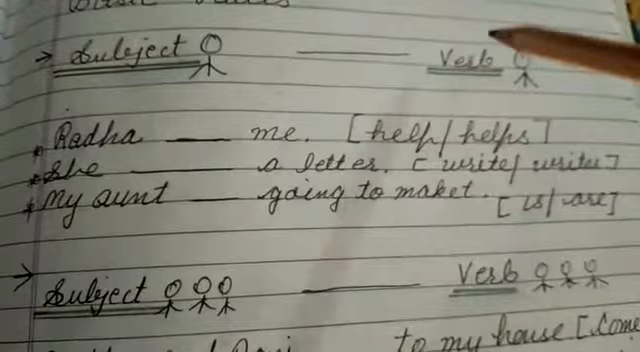 → Subject ——— Verb
Radha ___ me. [help/helps]
She ___ a letter. [write/writes]
My aunt ___ going to maket. [is/are]
→ Subject ——— Verb
to my house [Come